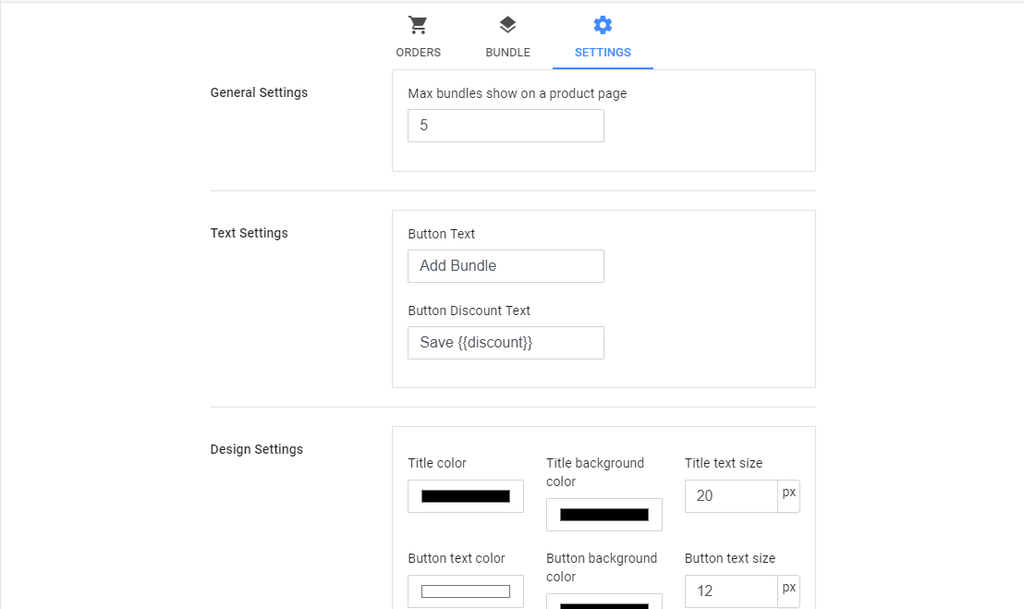 ORDERS BUNDLE SETTINGS
General Settings
Max bundles show on a product page
5
Text Settings
Button Text
Add Bundle
Button Discount Text
Save {{discount}}
Design Settings
Title color
Title background
color
Title text size
20 px
Button text color
Button background
color
Button text size
12 px